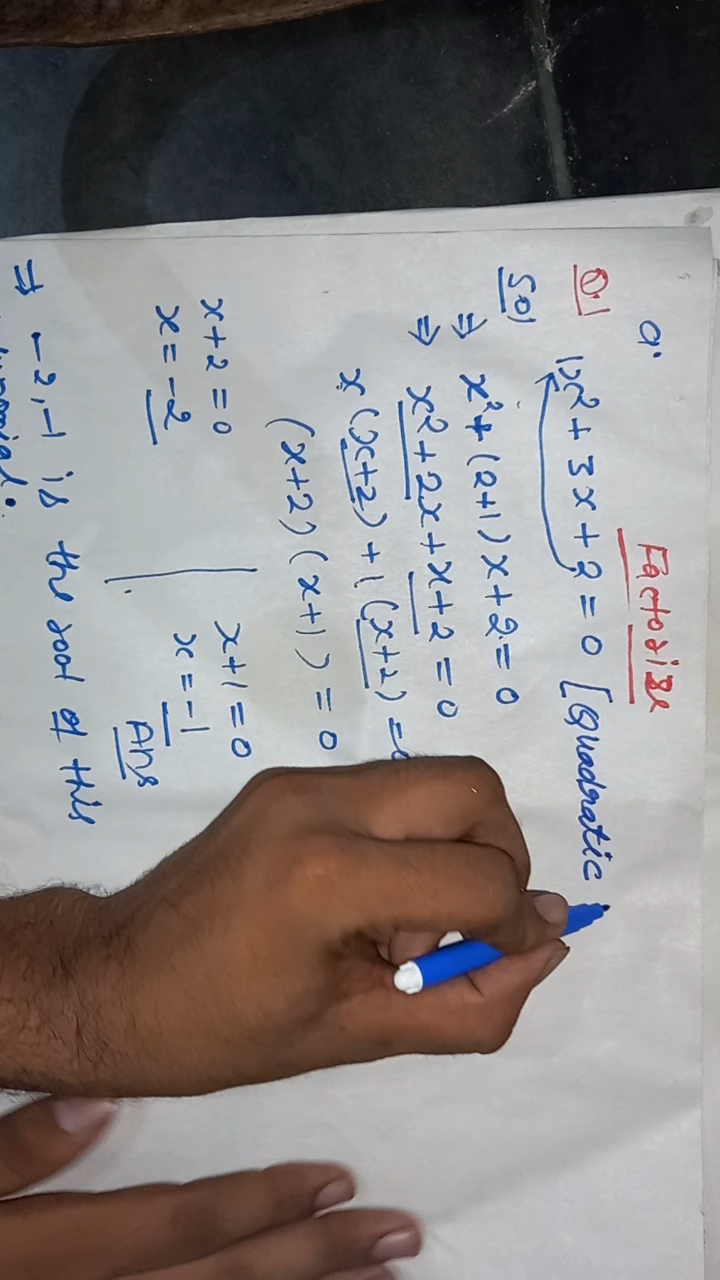 Factorize
Q.1 1x² + 3x + 2 = 0 [Quadratic
Sol
⇒ x² + (2+1)x + 2 = 0
⇒ x² + 2x + x + 2 = 0
x(x+2) + 1(x+2) =
(x+2)(x+1) = 0
x+2 = 0 x+1 = 0
x = -2 x = -1
Ans
⇒ -2, -1 is the root of this